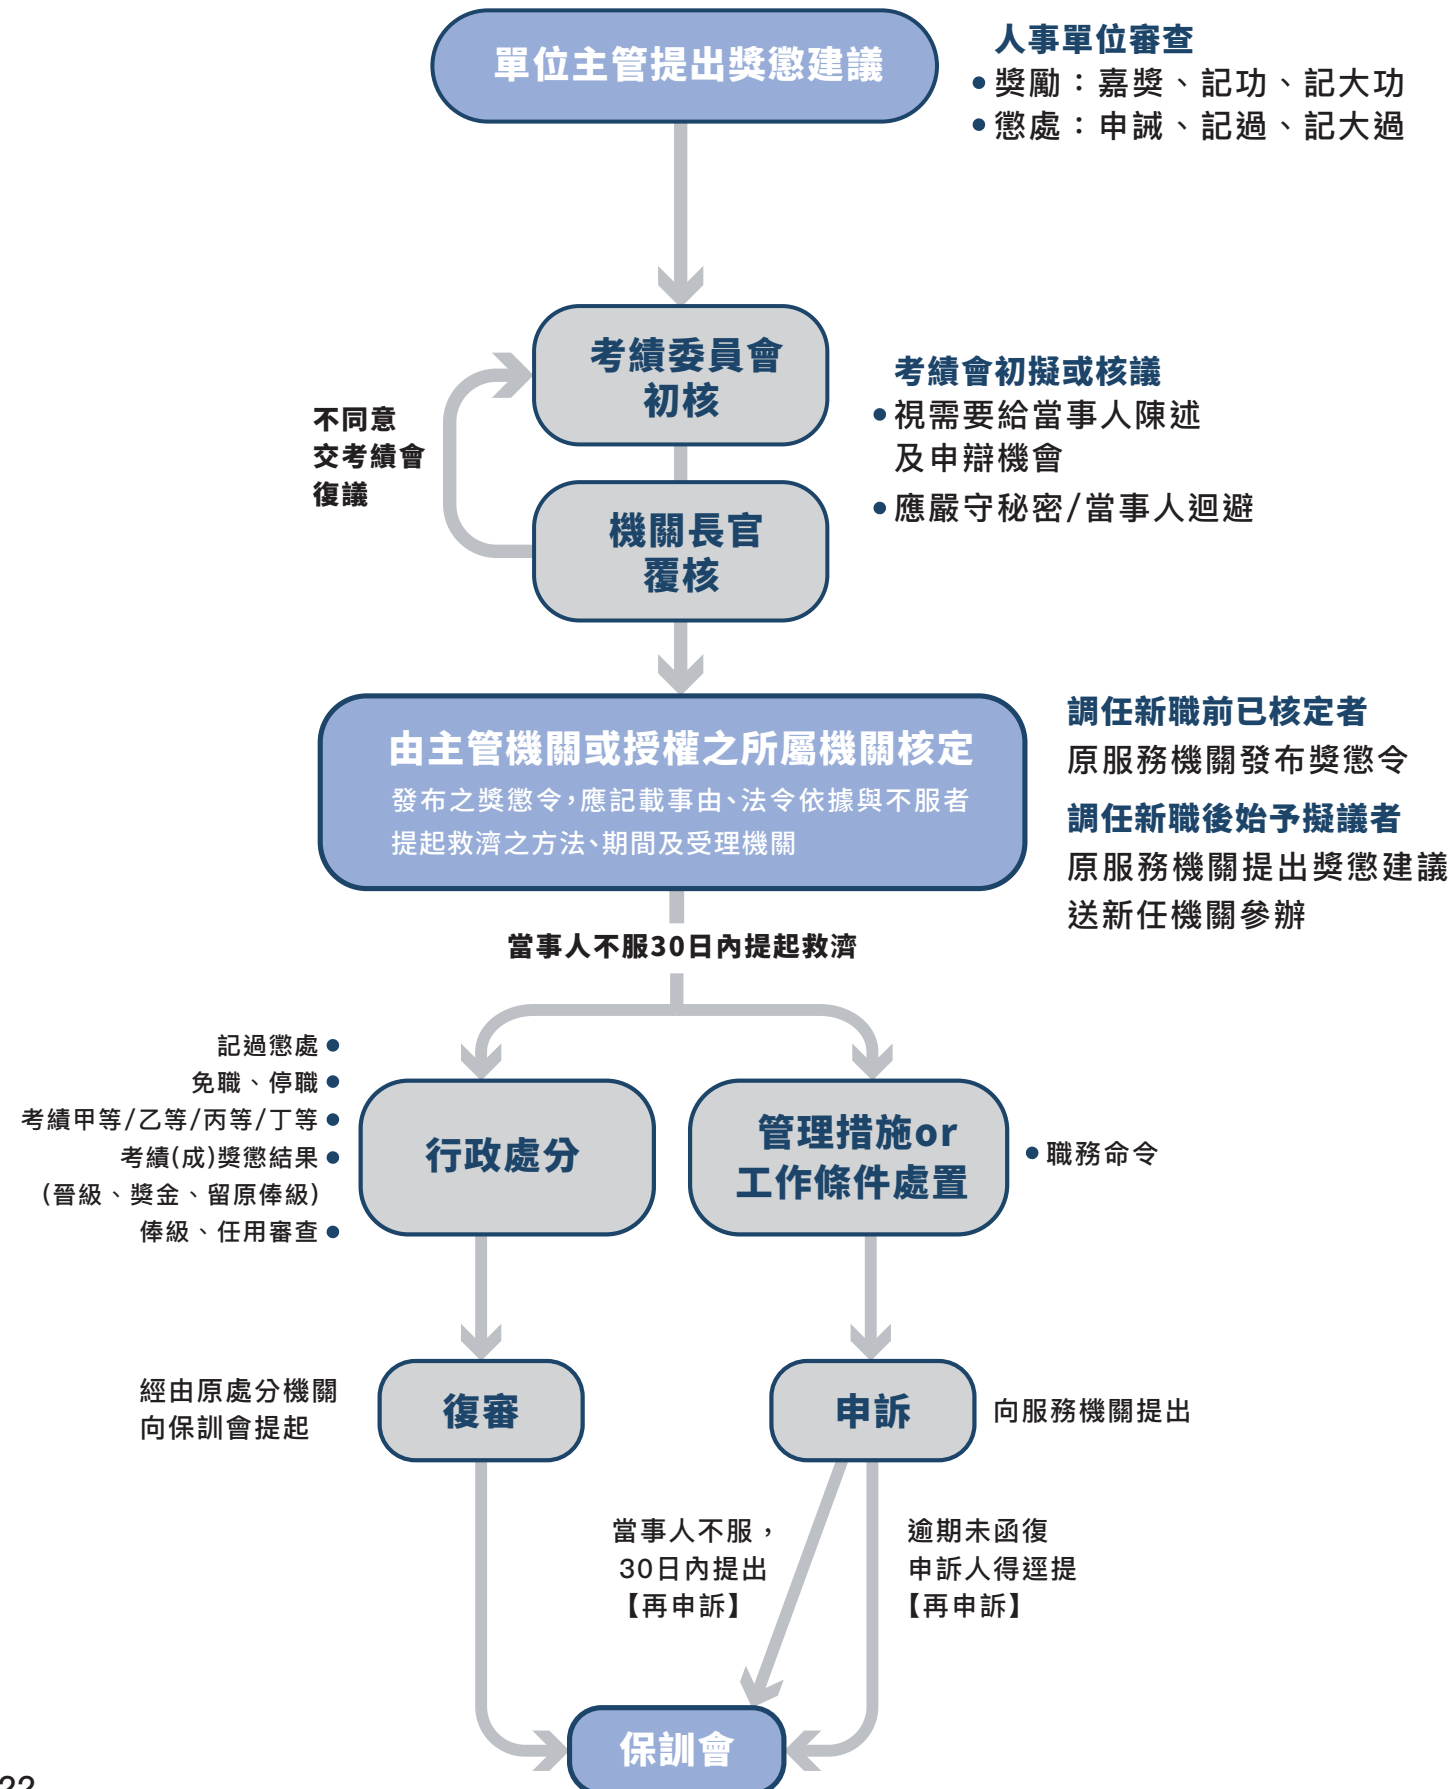 單位主管提出獎懲建議
人事單位審查
•獎勵：嘉獎、記功、記大功
•懲處：申誡、記過、記大過
考績委員會
初核
不同意
交考績會
復議
考績會初擬或核議
•視需要給當事人陳述
及申辯機會
•應嚴守秘密/當事人迴避
機關長官
覆核
由主管機關或授權之所屬機關核定
發布之獎懲令，應記載事由、法令依據與不服者
提起救濟之方法、期間及受理機關
調任新職前已核定者
原服務機關發布獎懲令
調任新職後始予擬議者
原服務機關提出獎懲建議
送新任機關參辦
當事人不服30日內提起救濟
記過懲處•
免職、停職•
考績甲等/乙等/丙等/丁等•
考績(成)獎懲結果•
(晉級、獎金、留原俸級)
俸級、任用審查•
行政處分
管理措施or
工作條件處置
•職務命令
經由原處分機關
向保訓會提起
復審
申訴
向服務機關提出
當事人不服，
30日內提出
【再申訴】
逾期未函復
申訴人得逕提
【再申訴】
保訓會